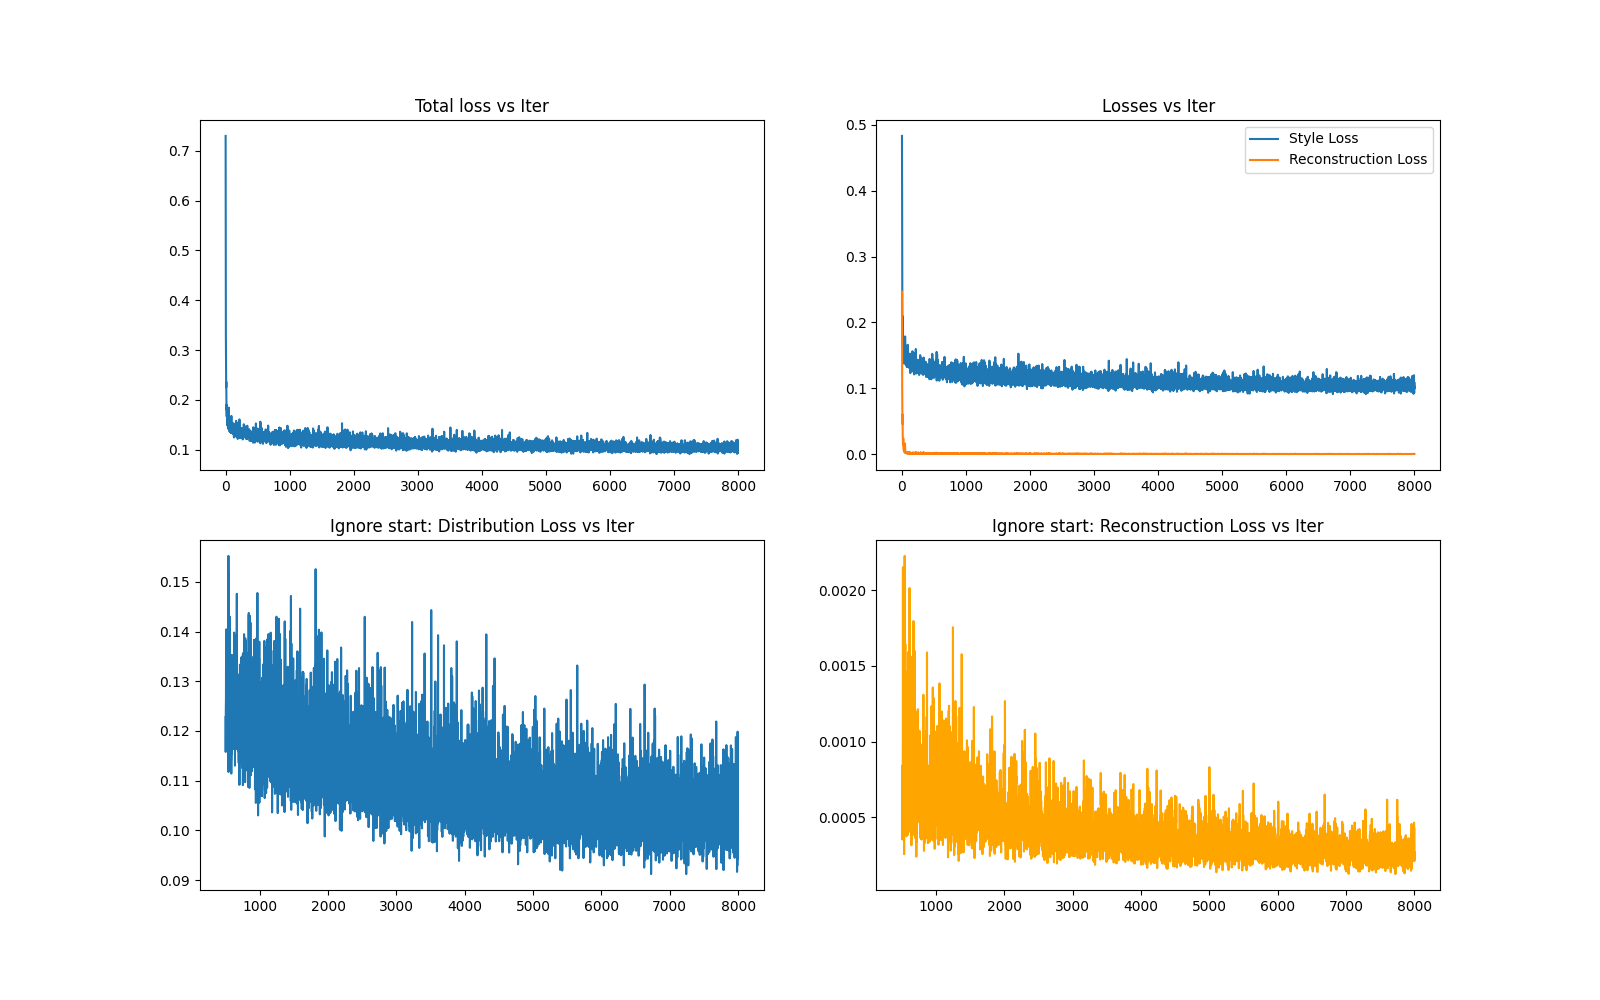 Total loss vs Iter
0.7
0.6
0.5
0.4
0.3
0.2
0.1
0 1000 2000 3000 4000 5000 6000 7000 8000
Losses vs Iter
Style Loss
Reconstruction Loss
0.5
0.4
0.3
0.2
0.1
0.0
0 1000 2000 3000 4000 5000 6000 7000 8000
Ignore start: Distribution Loss vs Iter
0.15
0.14
0.13
0.12
0.11
0.10
0.09
1000 2000 3000 4000 5000 6000 7000 8000
Ignore start: Reconstruction Loss vs Iter
0.0020
0.0015
0.0010
0.0005
1000 2000 3000 4000 5000 6000 7000 8000